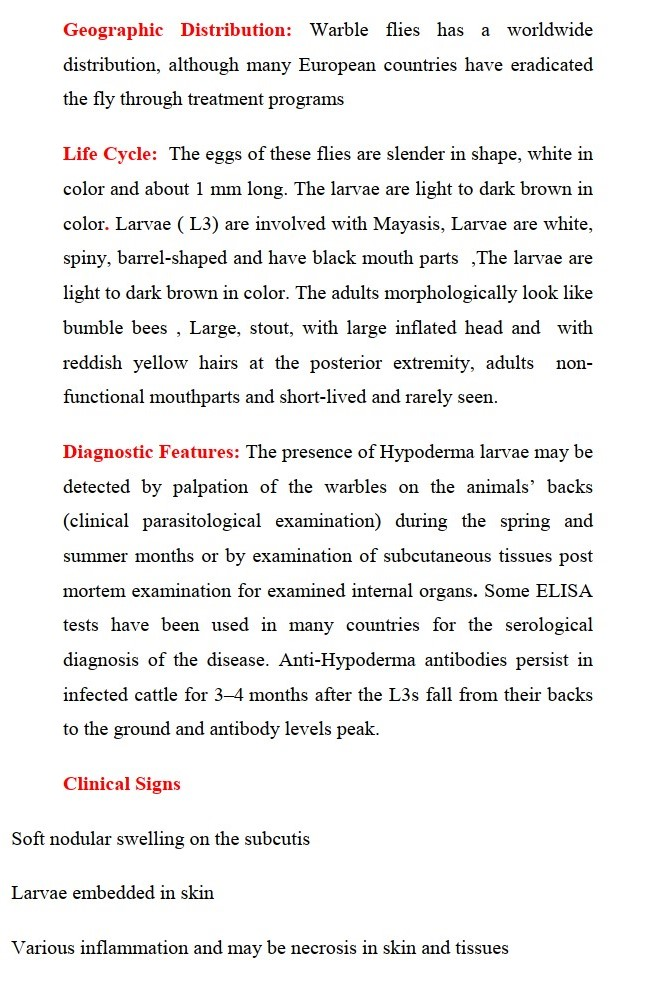 Geographic Distribution: Warble flies has a worldwide
distribution, although many European countries have eradicated
the fly through treatment programs
Life Cycle: The eggs of these flies are slender in shape, white in
color and about 1 mm long. The larvae are light to dark brown in
color. Larvae ( L3) are involved with Mayasis, Larvae are white,
spiny, barrel-shaped and have black mouth parts ,The larvae are
light to dark brown in color. The adults morphologically look like
bumble bees , Large, stout, with large inflated head and with
reddish yellow hairs at the posterior extremity, adults non-
functional mouthparts and short-lived and rarely seen.
Diagnostic Features: The presence of Hypoderma larvae may be
detected by palpation of the warbles on the animals’ backs
(clinical parasitological examination) during the spring and
summer months or by examination of subcutaneous tissues post
mortem examination for examined internal organs. Some ELISA
tests have been used in many countries for the serological
diagnosis of the disease. Anti-Hypoderma antibodies persist in
infected cattle for 3–4 months after the L3s fall from their backs
to the ground and antibody levels peak.
Clinical Signs
Soft nodular swelling on the subcutis
Larvae embedded in skin
Various inflammation and may be necrosis in skin and tissues